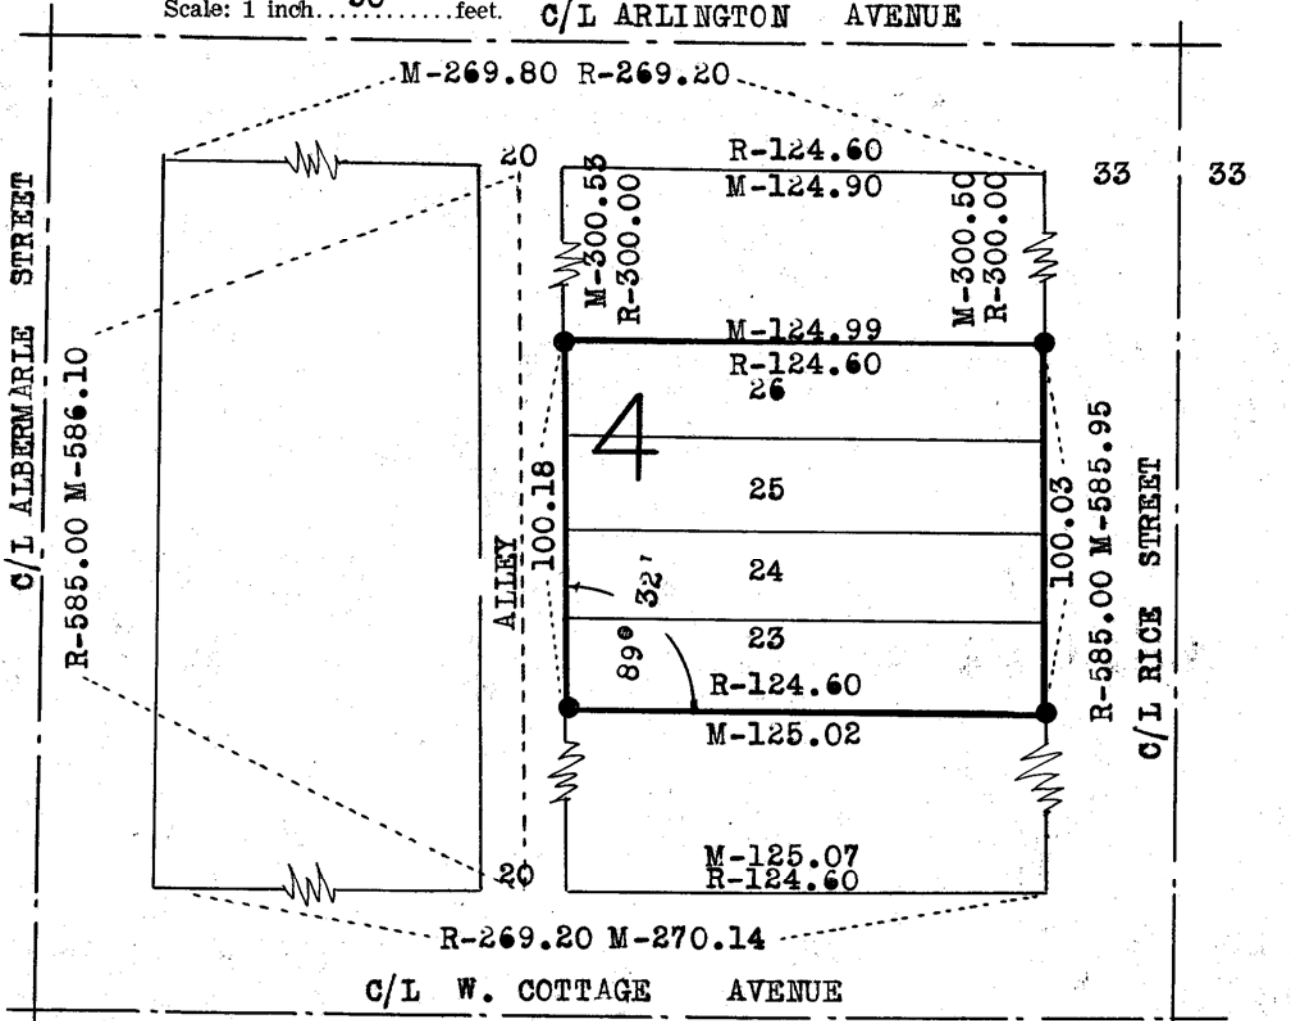 Scale: 1 inch............feet.
C/L ARLINGTON AVENUE
M-269.80 R-269.20
20
R-124.60
M-124.90
33
33
M-300.53
R-300.00
M-300.50
R-300.00
C/L ALBERMARLE STREET
R-585.00 M-586.10
M-124.99
R-124.60
26
4
25
100.18
100.03
R-585.00 M-585.95
C/L RICE STREET
ALLEY
24
89° 32'
23
R-124.60
M-125.02
M-125.07
R-124.60
20
R-269.20 M-270.14
C/L W. COTTAGE AVENUE